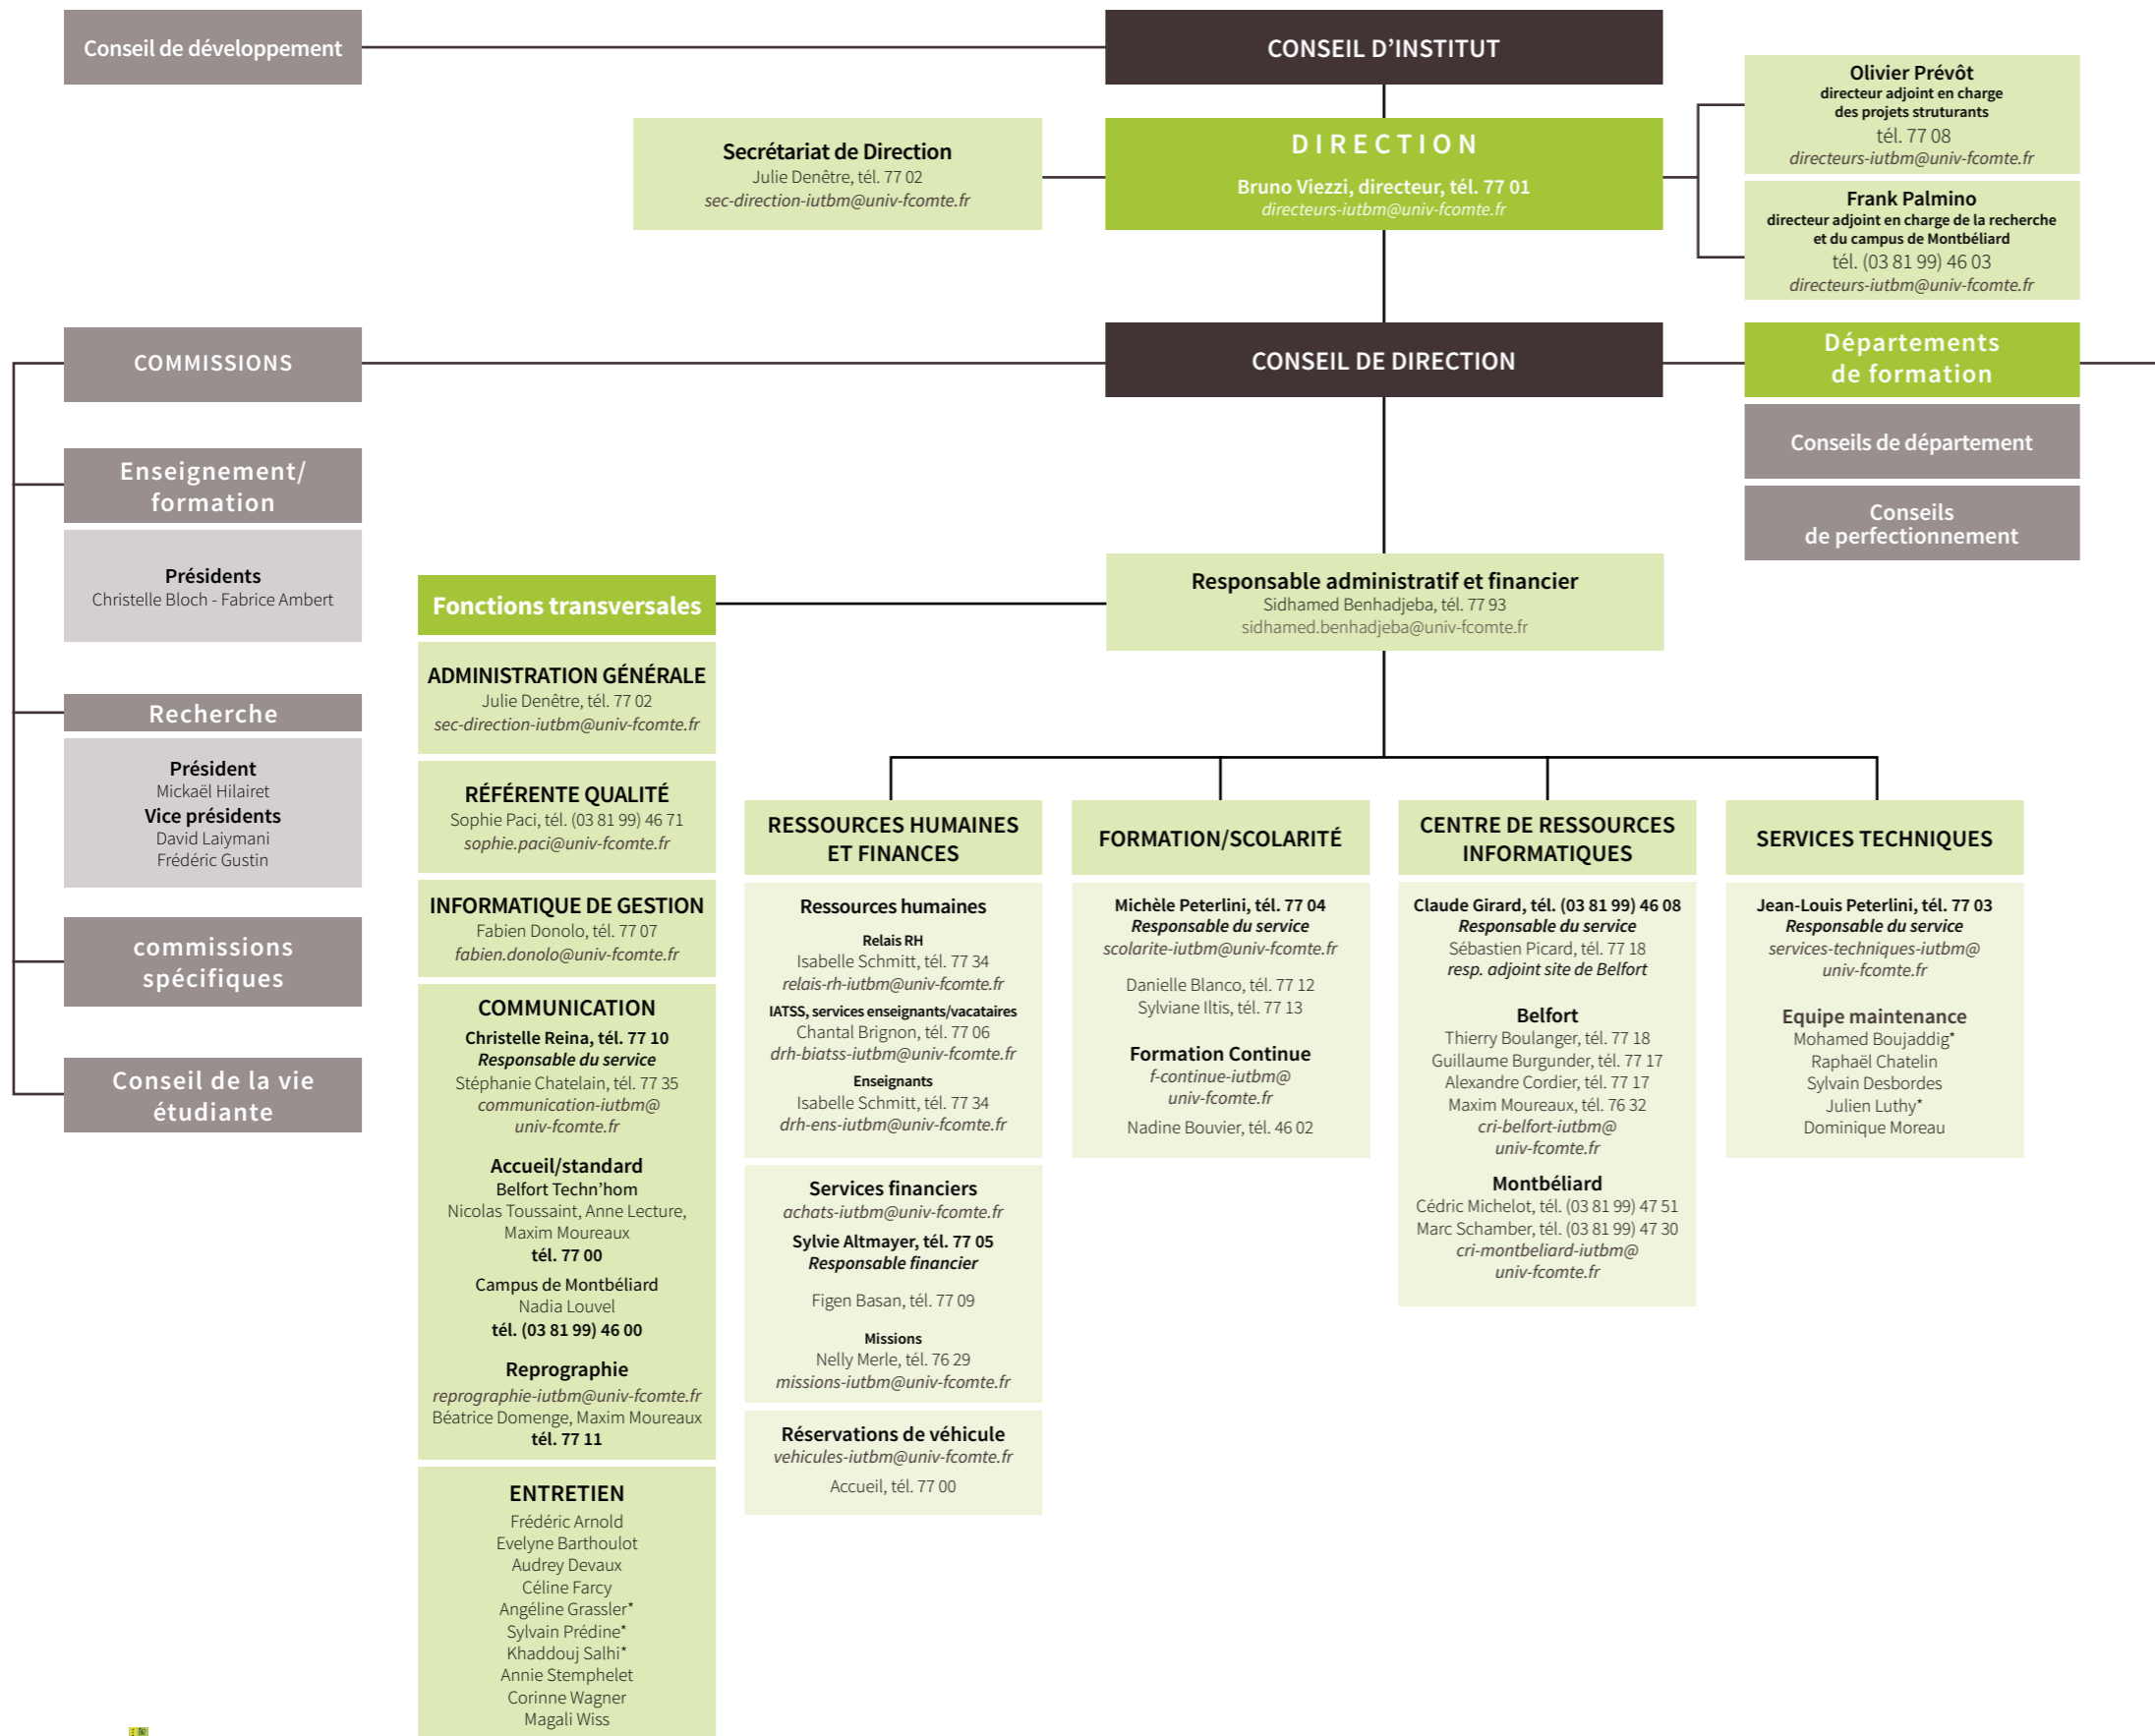 Conseil de développement
CONSEIL D'INSTITUT
Olivier Prévôt
directeur adjoint en charge
des projets struturants
tél. 77 08
directeurs-iutbm@univ-fcomte.fr
Secrétariat de Direction
Julie Denêtre, tél. 77 02
sec-direction-iutbm@univ-fcomte.fr
DIRECTION
Bruno Viezzi, directeur, tél. 77 01
directeurs-iutbm@univ-fcomte.fr
Frank Palmino
directeur adjoint en charge de la recherche
et du campus de Montbéliard
tél. (03 81 99) 46 03
directeurs-iutbm@univ-fcomte.fr
COMMISSIONS
CONSEIL DE DIRECTION
Départements
de formation
Conseils de département
Conseils
de perfectionnement
Enseignement/
formation
Présidents
Christelle Bloch - Fabrice Ambert
Recherche
Président
Mickaël Hilairet
Vice présidents
David Laiymani
Frédéric Gustin
commissions
spécifiques
Conseil de la vie
étudiante
Responsable administratif et financier
Sidhamed Benhadjeba, tél. 77 93
sidhamed.benhadjeba@univ-fcomte.fr
Fonctions transversales
ADMINISTRATION GÉNÉRALE
Julie Denêtre, tél. 77 02
sec-direction-iutbm@univ-fcomte.fr
RÉFÉRENTE QUALITÉ
Sophie Paci, tél. (03 81 99) 46 71
sophie.paci@univ-fcomte.fr
INFORMATIQUE DE GESTION
Fabien Donolo, tél. 77 07
fabien.donolo@univ-fcomte.fr
COMMUNICATION
Christelle Reina, tél. 77 10
Responsable du service
Stéphanie Chatelain, tél. 77 35
communication-iutbm@
univ-fcomte.fr
Accueil/standard
Belfort Techn'hom
Nicolas Toussaint, Anne Lecture,
Maxim Moureaux
tél. 77 00
Campus de Montbéliard
Nadia Louvel
tél. (03 81 99) 46 00
Reprographie
reprographie-iutbm@univ-fcomte.fr
Béatrice Domenge, Maxim Moureaux
tél. 77 11
ENTRETIEN
Frédéric Arnold
Evelyne Barthoulot
Audrey Devaux
Céline Farcy
Angéline Grassler*
Sylvain Prédine*
Khaddouj Salhi*
Annie Stemphelet
Corinne Wagner
Magali Wiss
RESSOURCES HUMAINES
ET FINANCES
Ressources humaines
Relais RH
Isabelle Schmitt, tél. 77 34
relais-rh-iutbm@univ-fcomte.fr
IATSS, services enseignants/vacataires
Chantal Brignon, tél. 77 06
drh-biatss-iutbm@univ-fcomte.fr
Enseignants
Isabelle Schmitt, tél. 77 34
drh-ens-iutbm@univ-fcomte.fr
Services financiers
achats-iutbm@univ-fcomte.fr
Sylvie Altmayer, tél. 77 05
Responsable financier
Figen Basan, tél. 77 09
Missions
Nelly Merle, tél. 76 29
missions-iutbm@univ-fcomte.fr
Réservations de véhicule
vehicules-iutbm@univ-fcomte.fr
Accueil, tél. 77 00
FORMATION/SCOLARITÉ
Michèle Peterlini, tél. 77 04
Responsable du service
scolarite-iutbm@univ-fcomte.fr
Danielle Blanco, tél. 77 12
Sylviane Iltis, tél. 77 13
Formation Continue
f-continue-iutbm@
univ-fcomte.fr
Nadine Bouvier, tél. 46 02
CENTRE DE RESSOURCES
INFORMATIQUES
Claude Girard, tél. (03 81 99) 46 08
Responsable du service
Sébastien Picard, tél. 77 18
resp. adjoint site de Belfort
Belfort
Thierry Boulanger, tél. 77 18
Guillaume Burgunder, tél. 77 17
Alexandre Cordier, tél. 77 17
Maxim Moureaux, tél. 76 32
cri-belfort-iutbm@
univ-fcomte.fr
Montbéliard
Cédric Michelot, tél. (03 81 99) 47 51
Marc Schamber, tél. (03 81 99) 47 30
cri-montbeliard-iutbm@
univ-fcomte.fr
SERVICES TECHNIQUES
Jean-Louis Peterlini, tél. 77 03
Responsable du service
services-techniques-iutbm@
univ-fcomte.fr
Equipe maintenance
Mohamed Boujaddig*
Raphaël Chatelin
Sylvain Desbordes
Julien Luthy*
Dominique Moreau